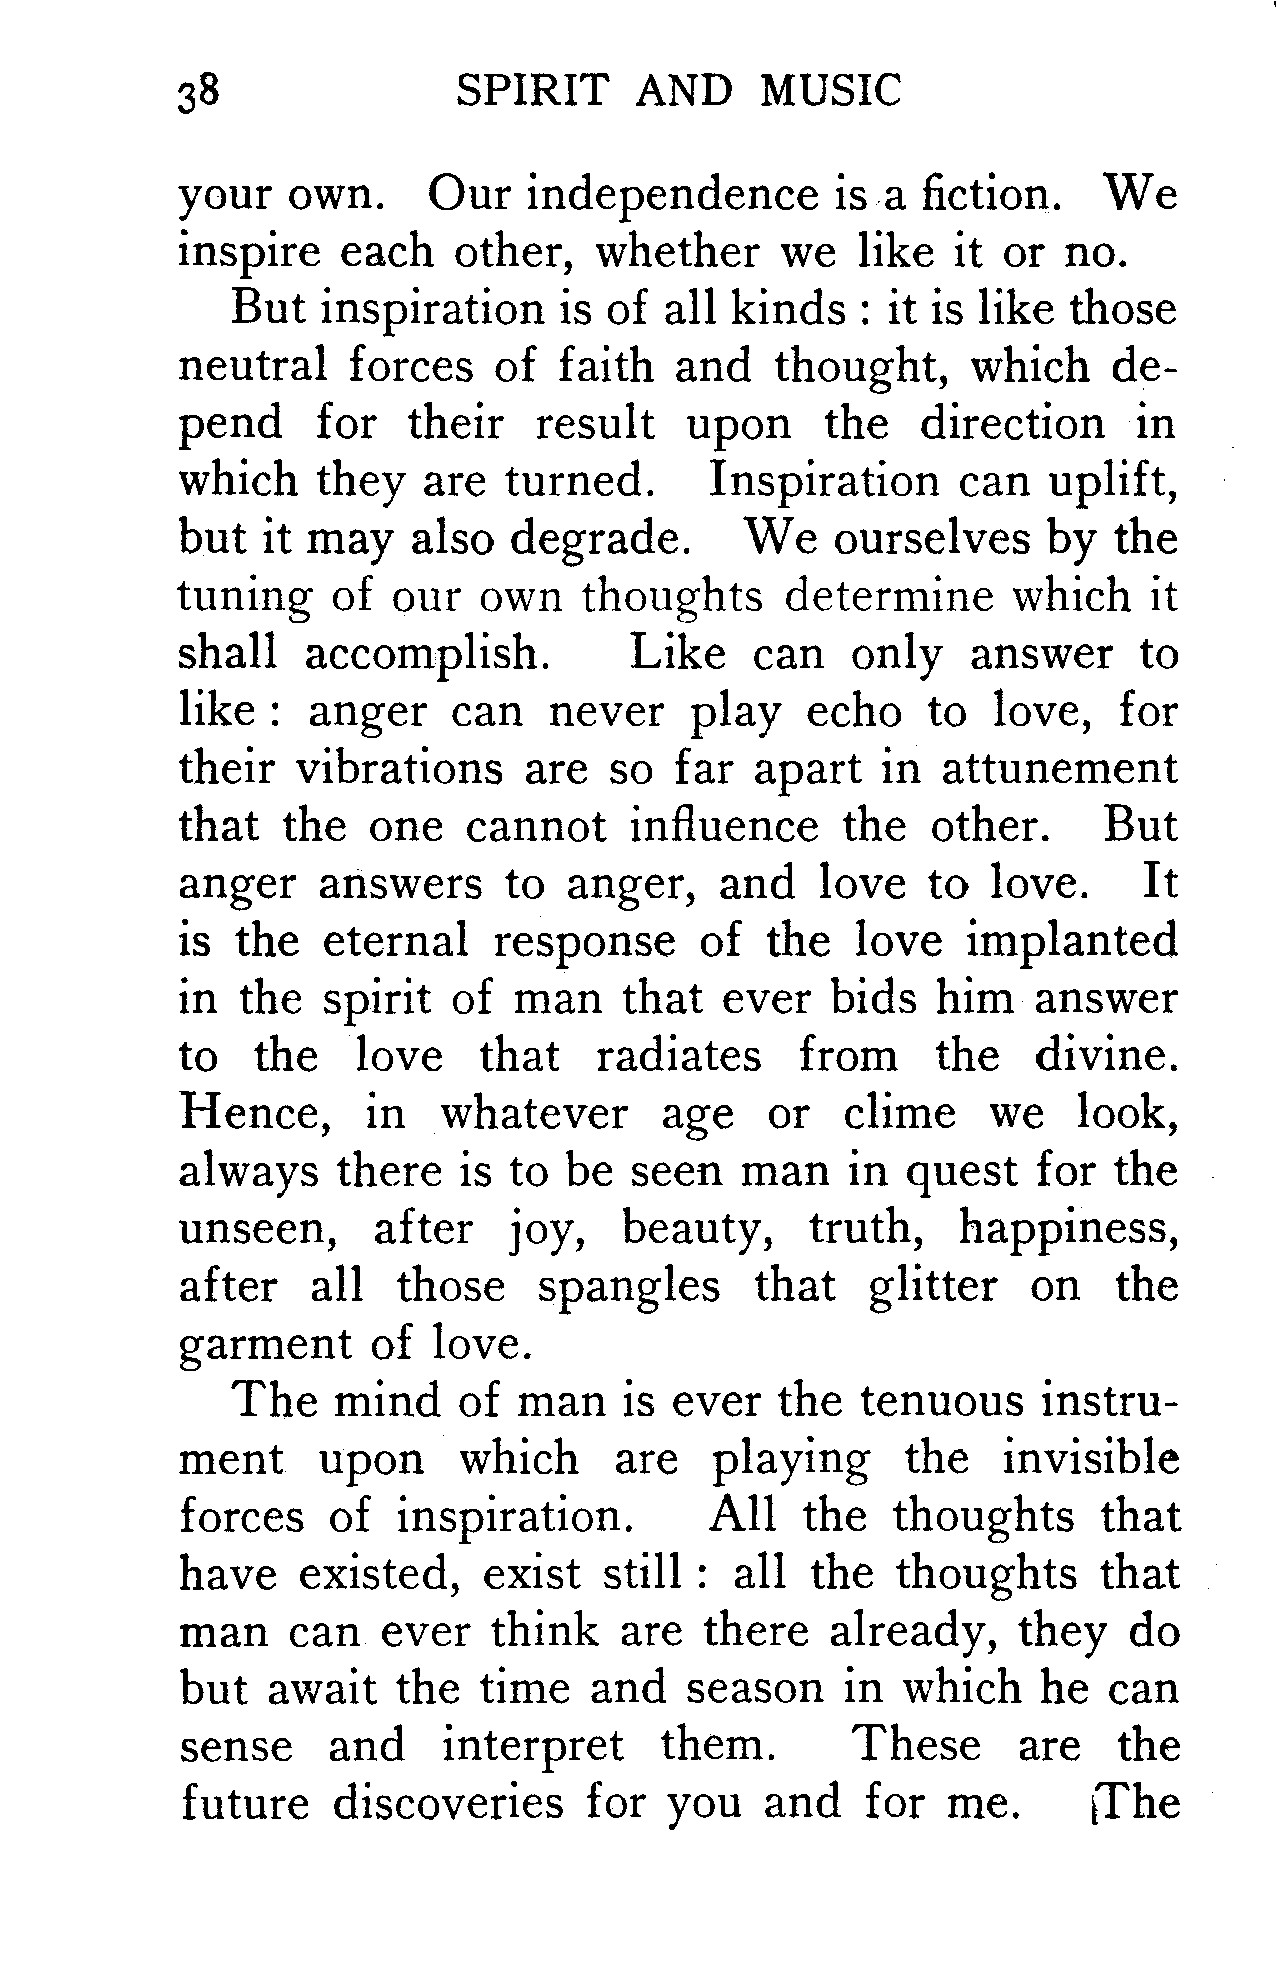 38 SPIRIT AND MUSIC
your own. Our independence is a fiction. We
inspire each other, whether we like it or no.
But inspiration is of all kinds : it is like those
neutral forces of faith and thought, which de-
pend for their result upon the direction in
which they are turned. Inspiration can uplift,
but it may also degrade. We ourselves by the
tuning of our own thoughts determine which it
shall accomplish. Like can only answer to
like : anger can never play echo to love, for
their vibrations are so far apart in attunement
that the one cannot influence the other. But
anger answers to anger, and love to love. It
is the eternal response of the love implanted
in the spirit of man that ever bids him answer
to the love that radiates from the divine.
Hence, in whatever age or clime we look,
always there is to be seen man in quest for the
unseen, after joy, beauty, truth, happiness,
after all those spangles that glitter on the
garment of love.
The mind of man is ever the tenuous instru-
ment upon which are playing the invisible
forces of inspiration. All the thoughts that
have existed, exist still : all the thoughts that
man can ever think are there already, they do
but await the time and season in which he can
sense and interpret them. These are the
future discoveries for you and for me. The